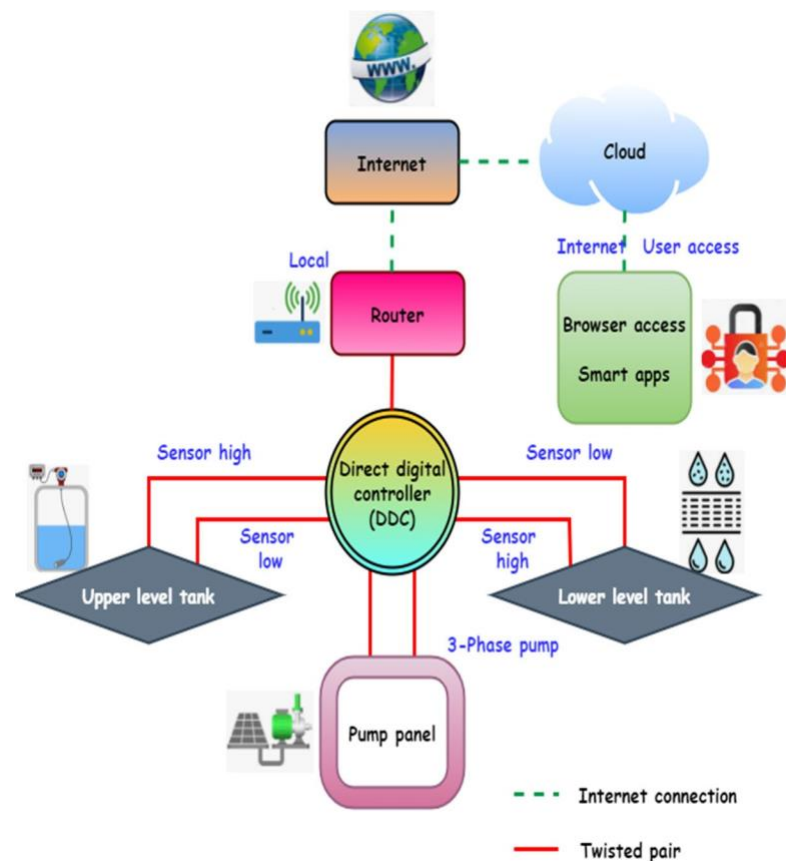 WWW.
Internet
Cloud
Local
Internet User access
Router
Browser access
Smart apps
Sensor high
Direct digital
controller
(DDC)
Sensor low
Sensor
low
Sensor
high
Upper level tank
Lower level tank
3-Phase pump
Pump panel
Internet connection
Twisted pair